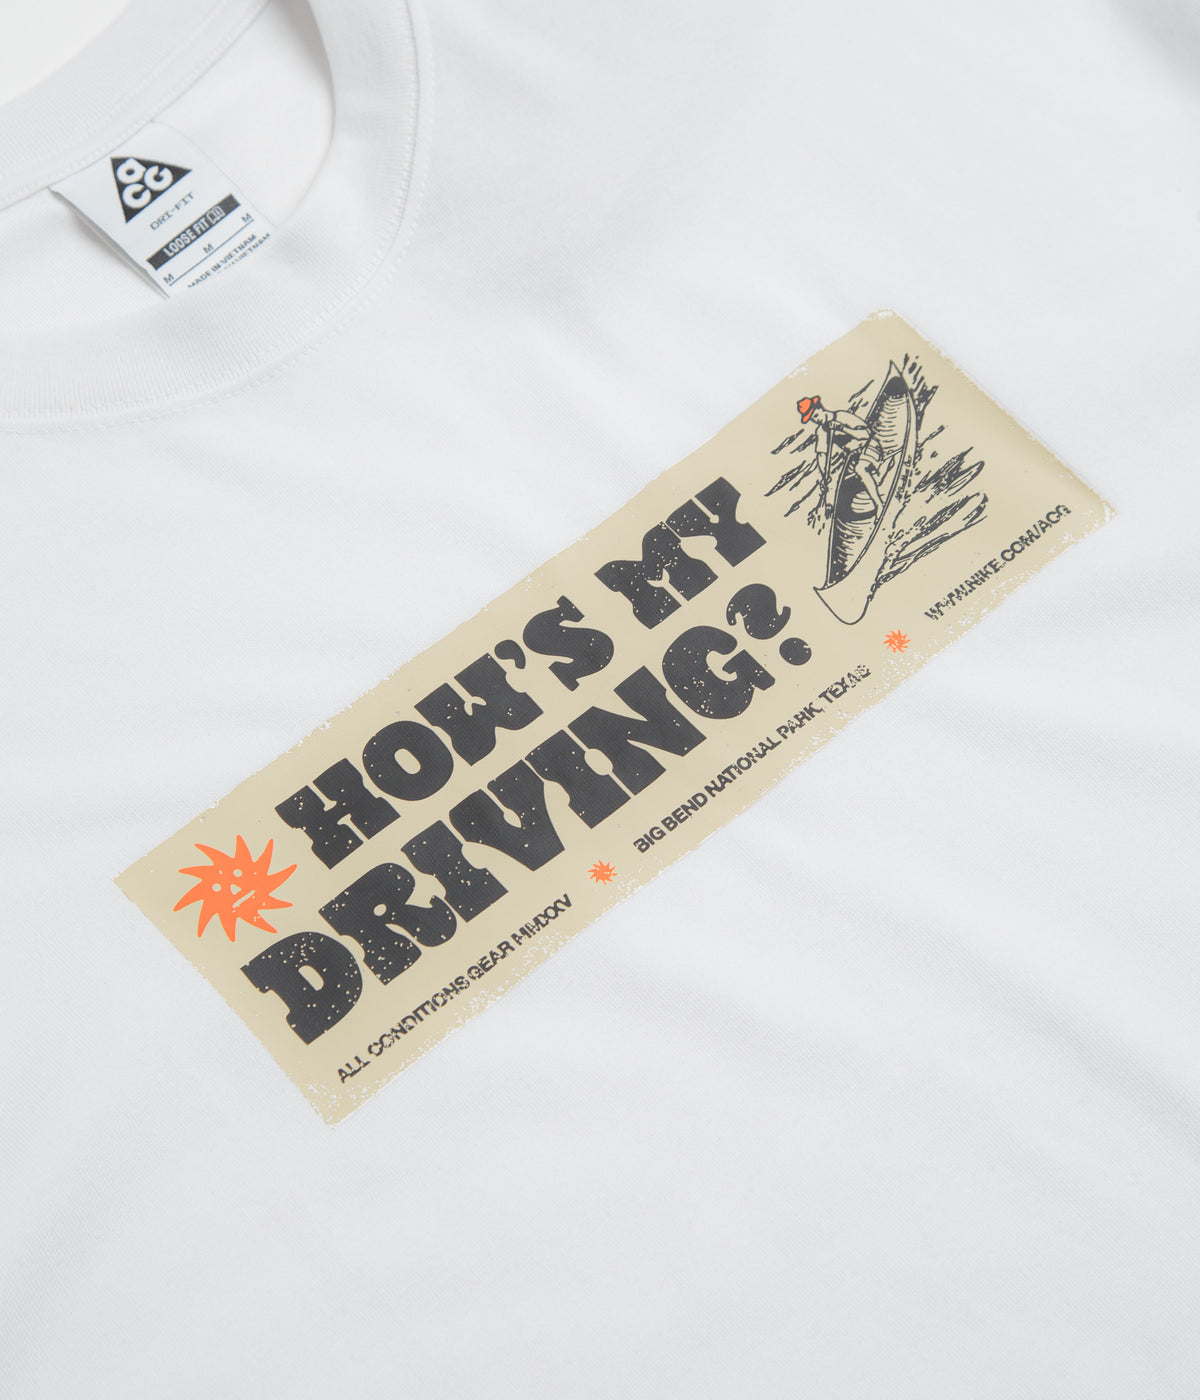 aCG
DRI-FIT
LOOSE FIT
M M M
MADE IN VIETNAM
HOW'S MY
DRIVING?
ALL CONDITIONS GEAR MMXXV
BIG BEND NATIONAL PARK, TEXAS
WWW.NIKE.COM/ACG